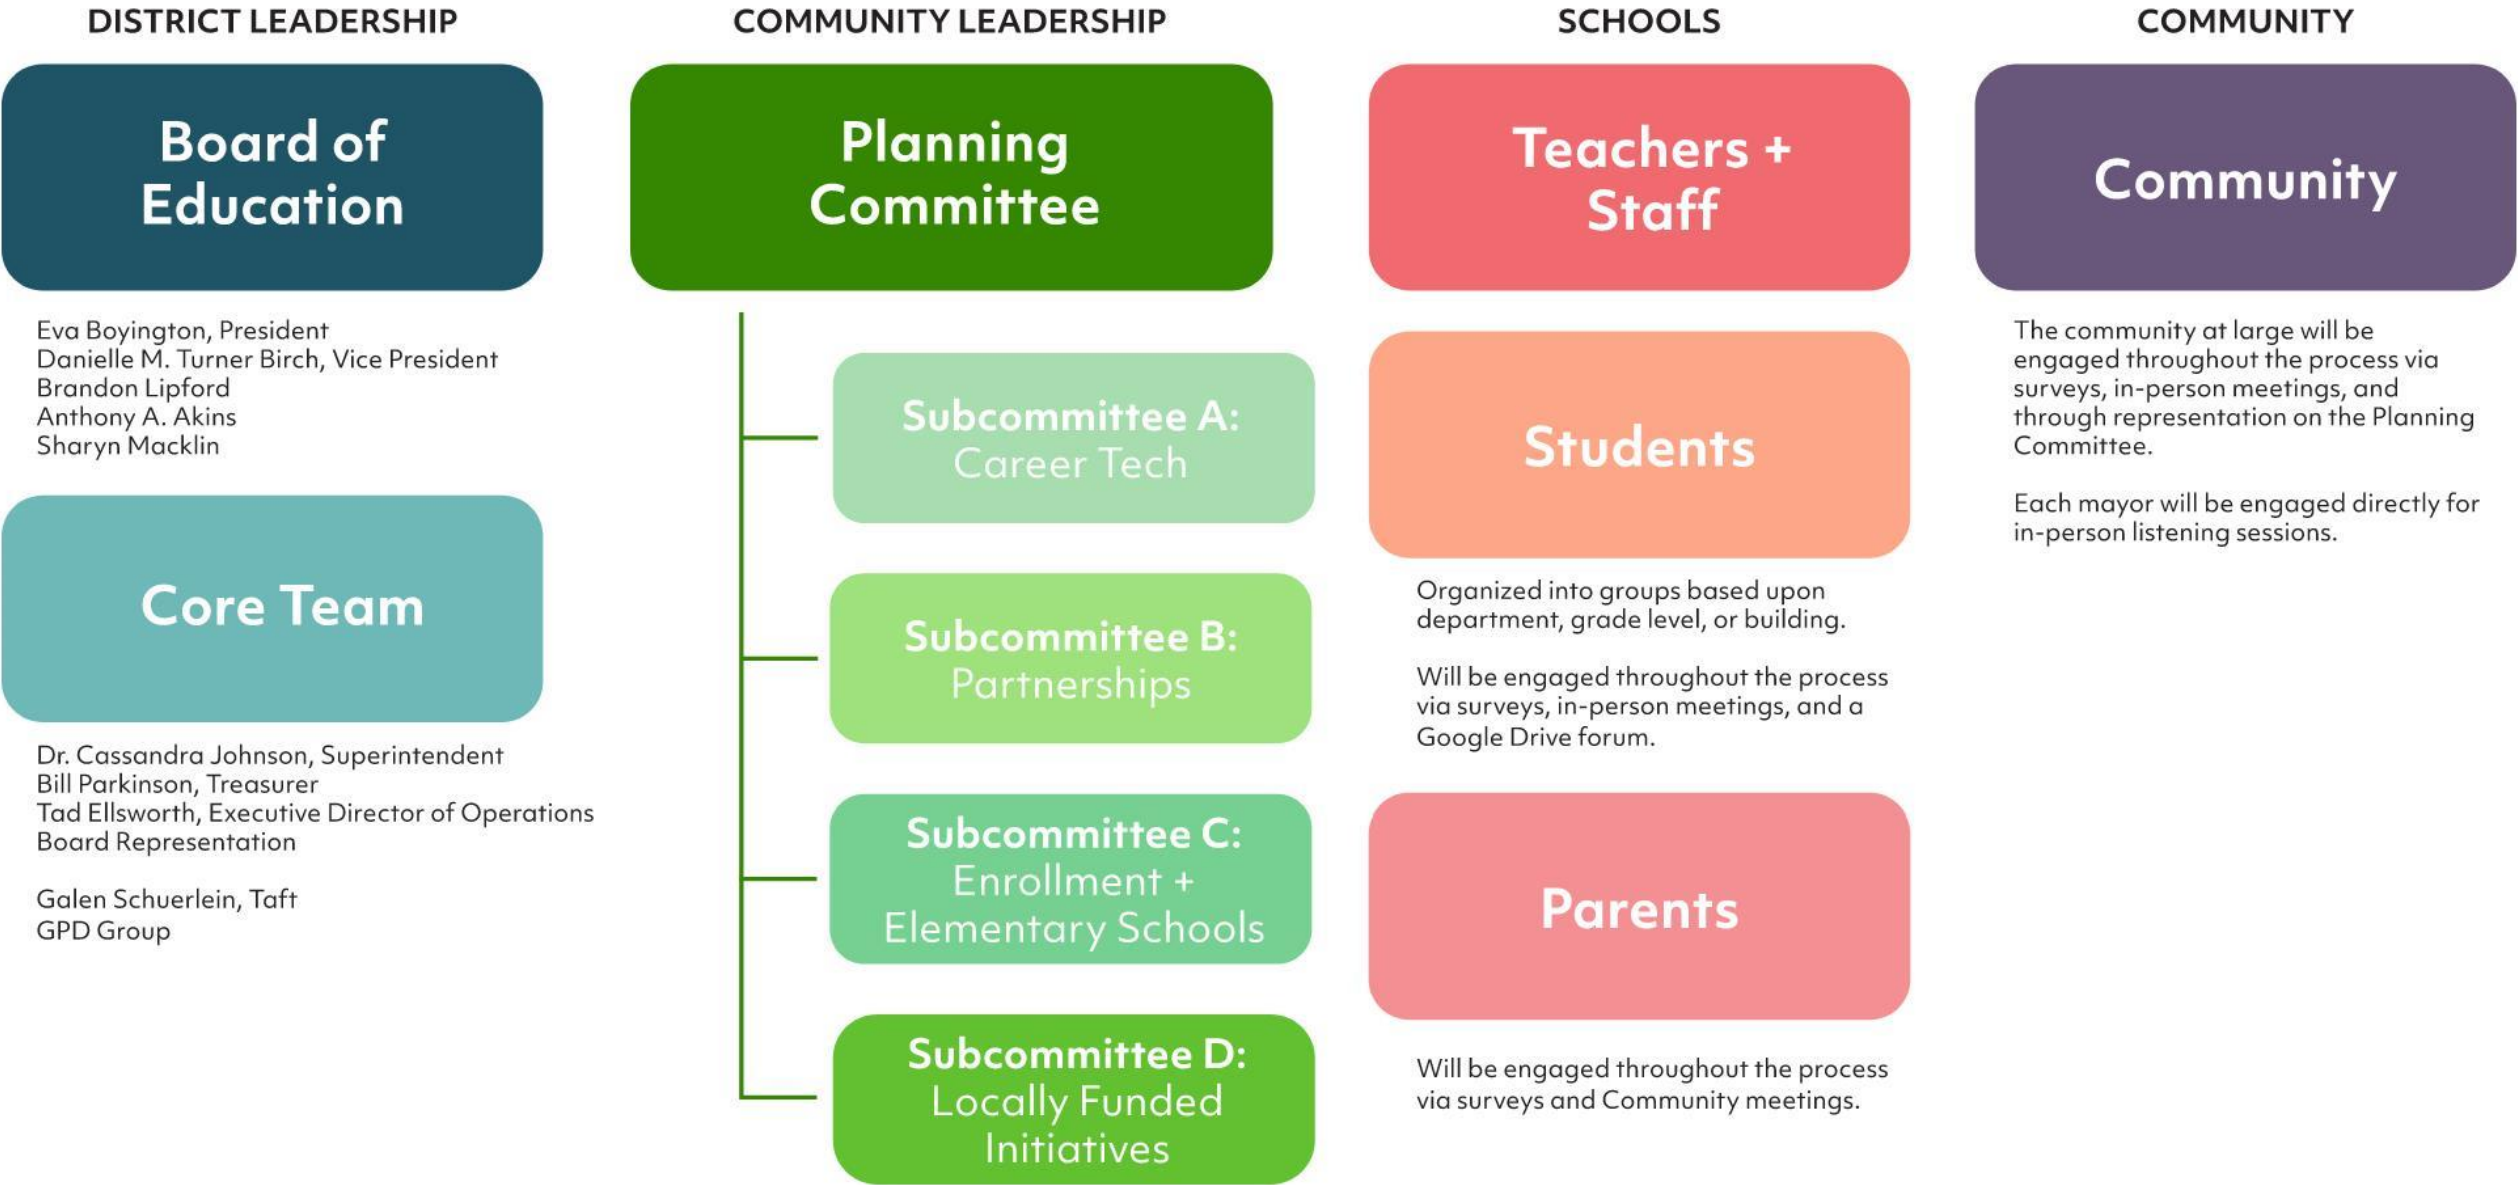 DISTRICT LEADERSHIP
Board of
Education
Eva Boyington, President
Danielle M. Turner Birch, Vice President
Brandon Lipford
Anthony A. Akins
Sharyn Macklin
Core Team
Dr. Cassandra Johnson, Superintendent
Bill Parkinson, Treasurer
Tad Ellsworth, Executive Director of Operations
Board Representation
Galen Schuerlein, Taft
GPD Group
COMMUNITY LEADERSHIP
Planning
Committee
Subcommittee A:
Career Tech
Subcommittee B:
Partnerships
Subcommittee C:
Enrollment +
Elementary Schools
Subcommittee D:
Locally Funded
Initiatives
SCHOOLS
Teachers +
Staff
Students
Organized into groups based upon
department, grade level, or building.
Will be engaged throughout the process
via surveys, in-person meetings, and a
Google Drive forum.
Parents
Will be engaged throughout the process
via surveys and Community meetings.
COMMUNITY
Community
The community at large will be
engaged throughout the process via
surveys, in-person meetings, and
through representation on the Planning
Committee.
Each mayor will be engaged directly for
in-person listening sessions.